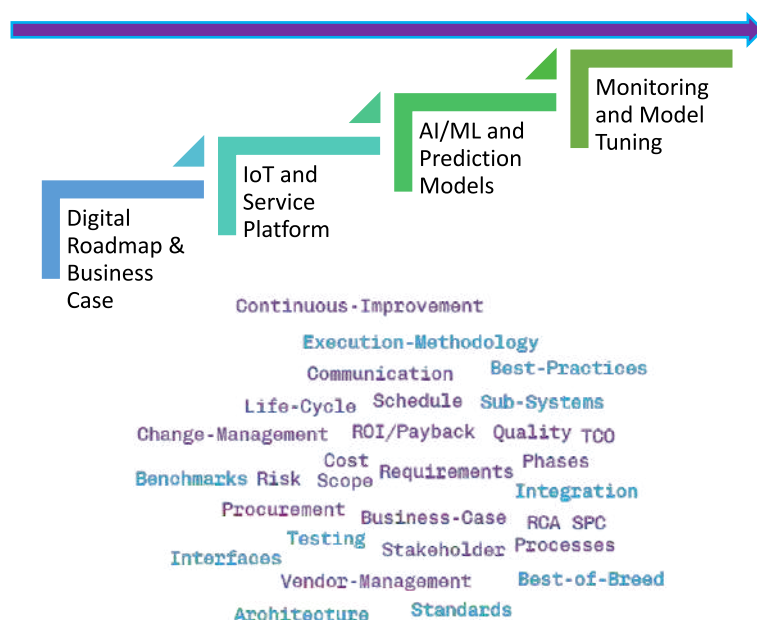 Digital
Roadmap &
Business
Case
IoT and
Service
Platform
AI/ML and
Prediction
Models
Monitoring
and Model
Tuning
Continuous-Improvement
Execution-Methodology
Communication Best-Practices
Life-Cycle Schedule Sub-Systems
Change-Management ROI/Payback Quality TCO
Cost Phases
Benchmarks Risk Scope Requirements
Integration
Procurement Business-Case RCA SPC
Testing Stakeholder Processes
Interfaces
Vendor-Management Best-of-Breed
Architecture Standards